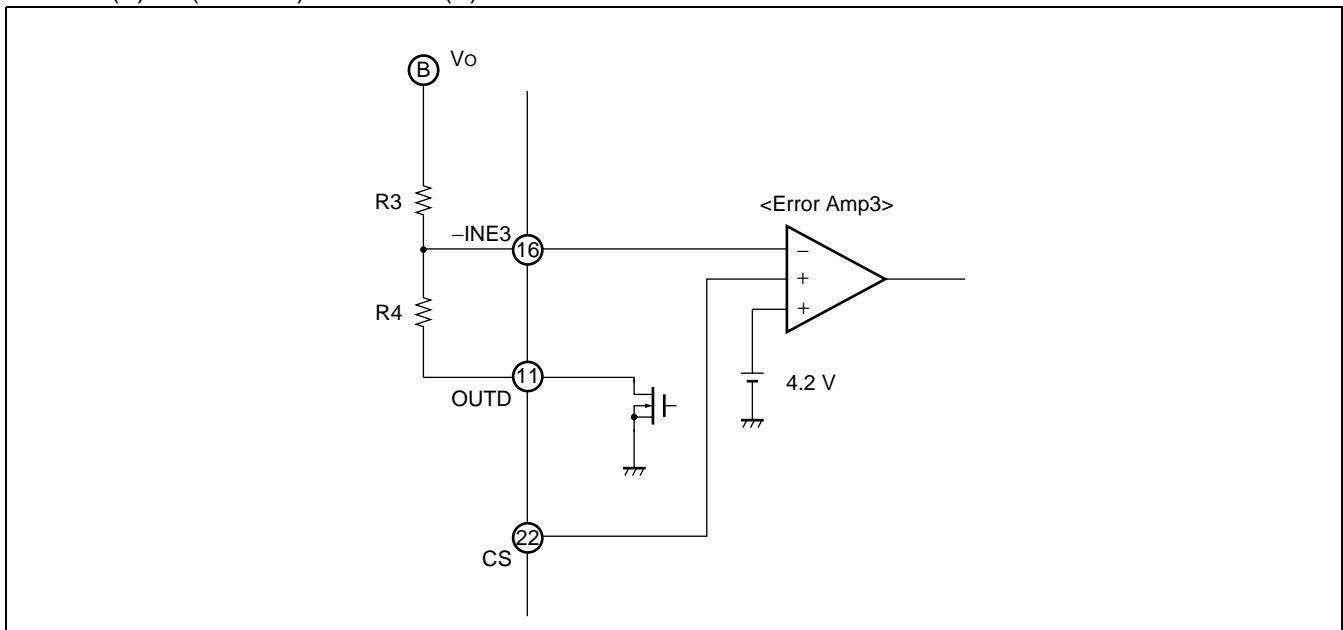 B
Vo
R3
<Error Amp3>
−INE3
16
−
+
+
R4
11
4.2 V
OUTD
22
CS